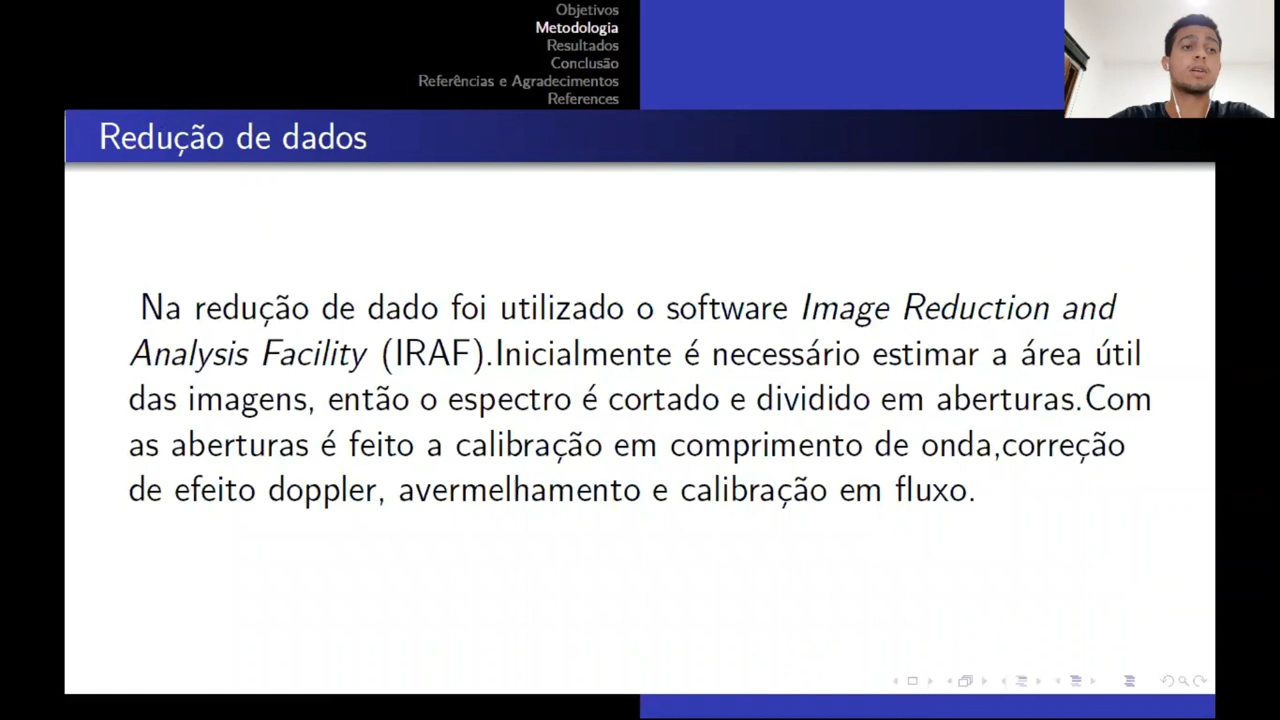 Objetivos
Metodologia
Resultados
Conclusão
Referências e Agradecimentos
References
Redução de dados
Na redução de dado foi utilizado o software Image Reduction and
Analysis Facility (IRAF).Inicialmente é necessário estimar a área útil
das imagens, então o espectro é cortado e dividido em aberturas.Com
as aberturas é feito a calibração em comprimento de onda,correção
de efeito doppler, avermelhamento e calibração em fluxo.